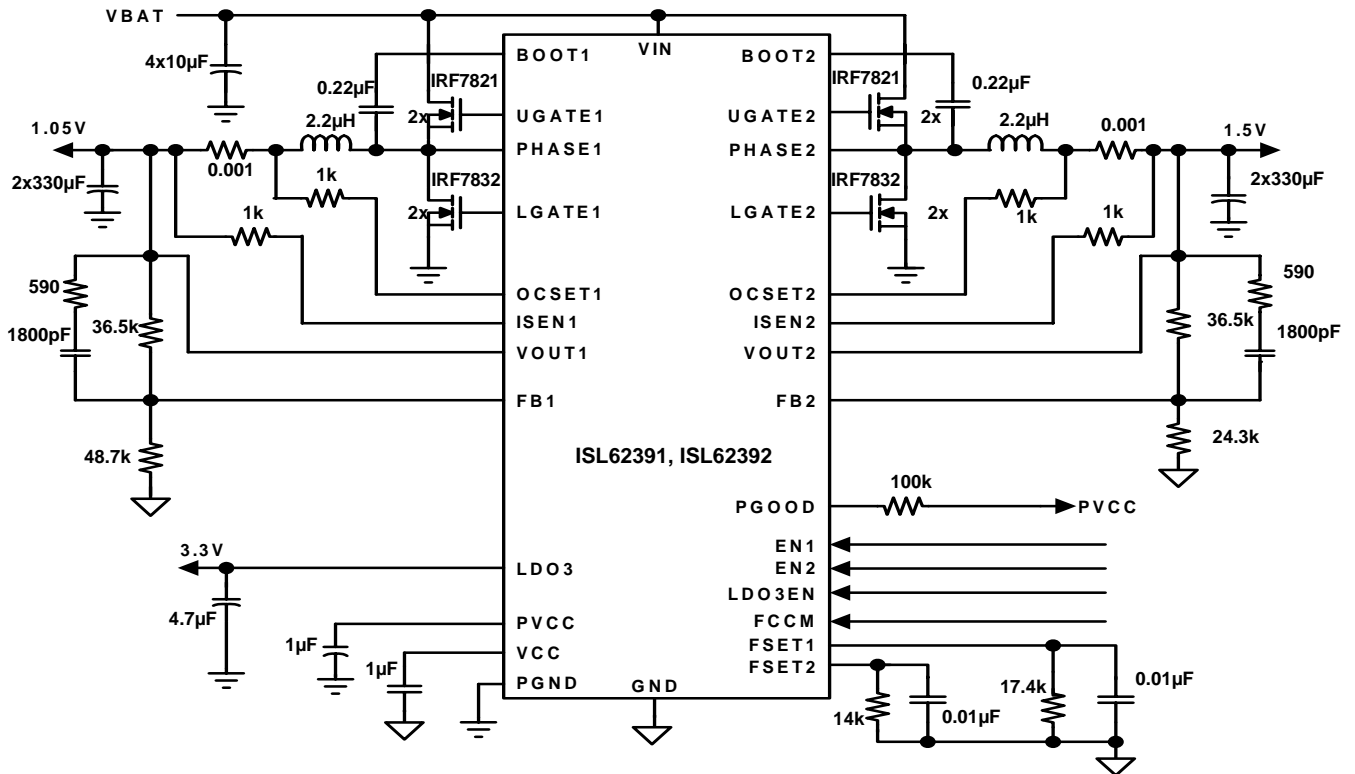 VBAT
4x10µF
VIN
BOOT1
BOOT2
0.22µF
IRF7821
IRF7821
0.22µF
UGATE1
UGATE2
2x
2x
1.05V
2.2µH
PHASE1
PHASE2
2.2µH
0.001
1.5V
0.001
2x330µF
1k
IRF7832
IRF7832
2x330µF
1k
2x
LGATE1
LGATE2
2x
1k
1k
590
OCSET1
OCSET2
590
36.5k
ISEN1
ISEN2
36.5k
1800pF
VOUT1
VOUT2
1800pF
FB1
FB2
48.7k
24.3k
ISL62391, ISL62392
100k
PGOOD
PVCC
3.3V
LDO3
EN1
EN2
LDO3EN
4.7µF
FCCM
PVCC
1µF
FSET1
VCC
FSET2
1µF
PGND
GND
14k
0.01µF
17.4k
0.01µF